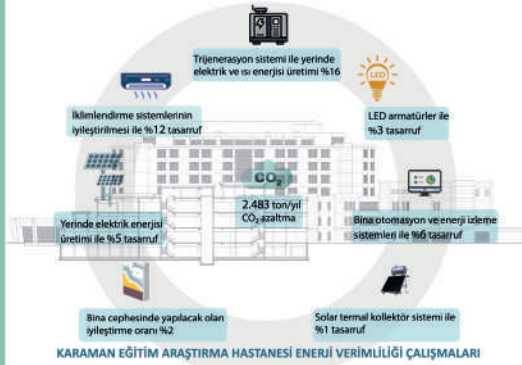 Trijenerasyon sistemi ile yerinde
elektrik ve ısı enerjisi üretimi %16
LED
İklimlendirme sistemlerinin
iyileştirilmesi ile %12 tasarruf
LED armatürler ile
%3 tasarruf
CO₂
2.483 ton/yıl
CO₂ azaltma
Yerinde elektrik enerjisi
üretimi ile %5 tasarruf
Bina otomasyon ve enerji izleme
sistemleri ile %6 tasarruf
Bina cephesinde yapılacak olan
iyileştirme oranı %2
Solar termal kollektör sistemi ile
%1 tasarruf
KARAMAN EĞİTİM ARAŞTIRMA HASTANESİ ENERJİ VERİMLİLİĞİ ÇALIŞMALARI